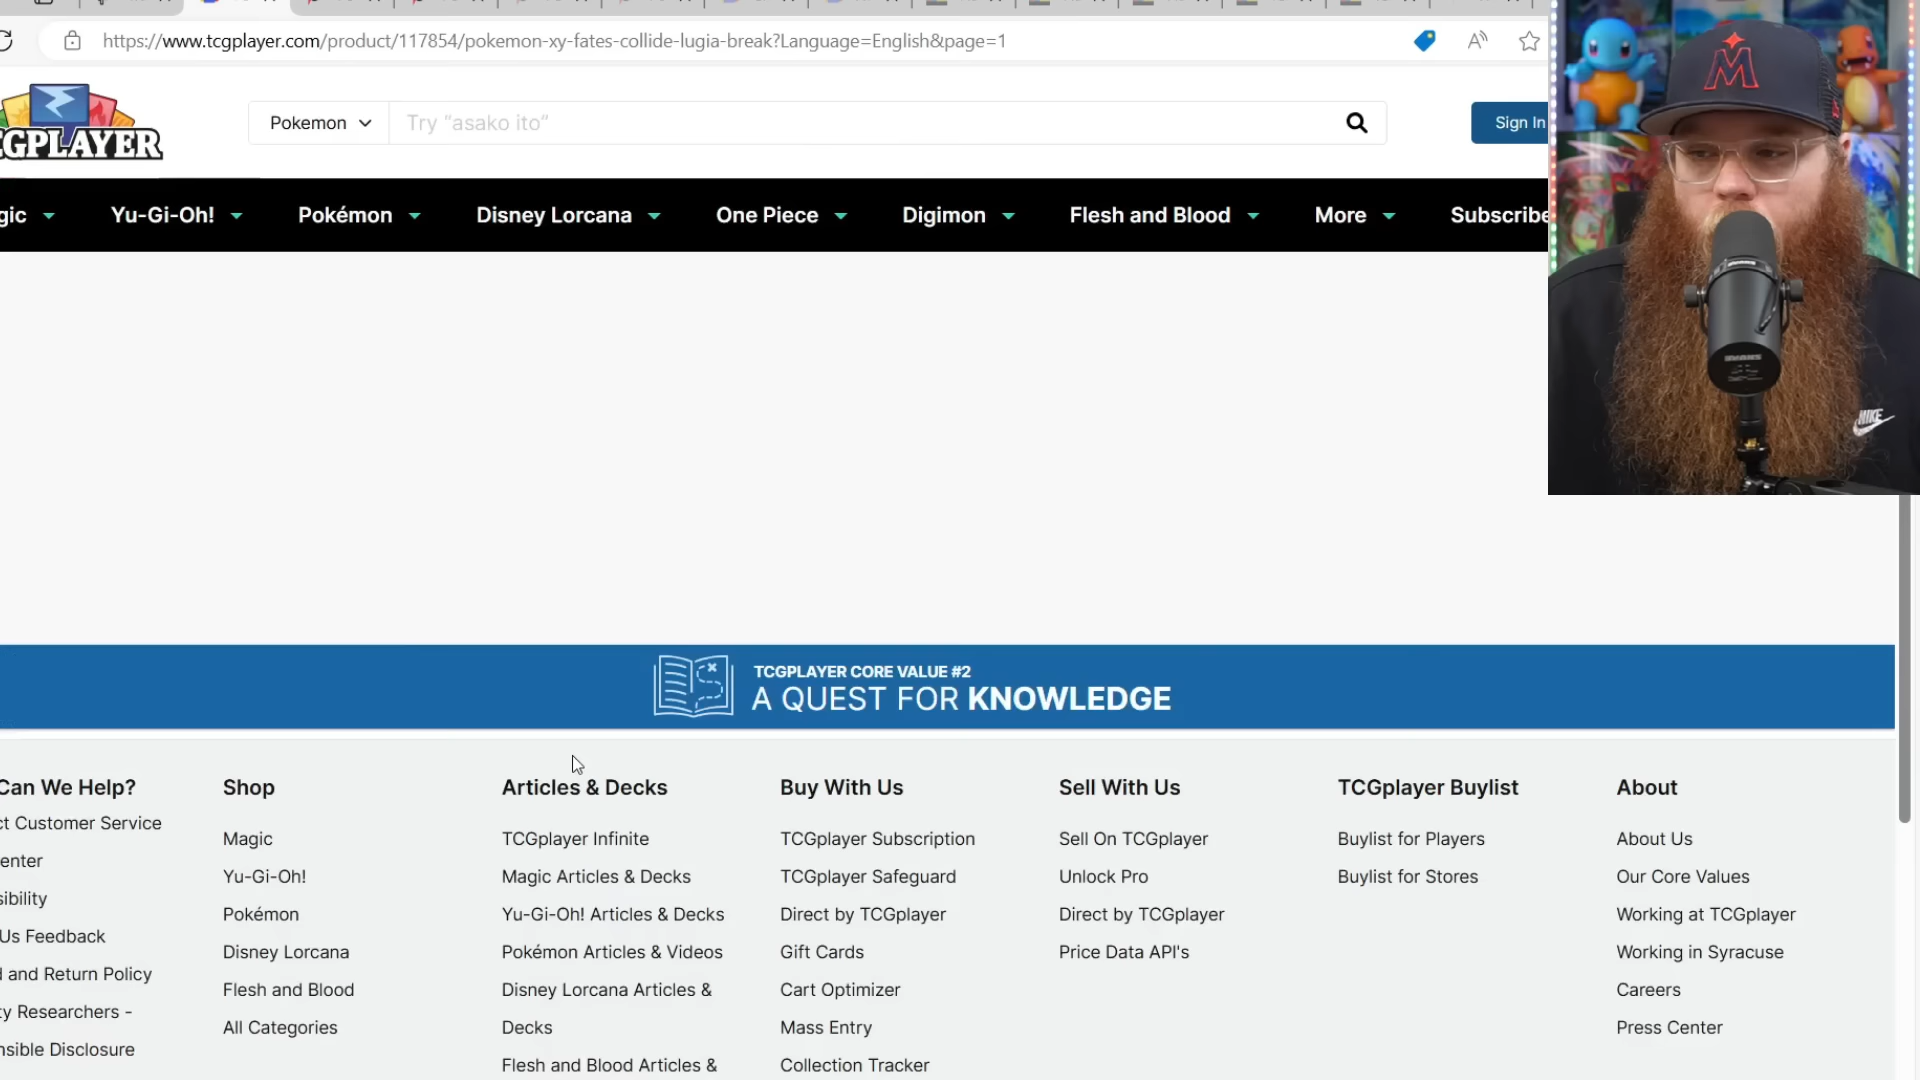 https://www.tcgplayer.com/product/117854/pokemon-xy-fates-collide-lugia-break?Language=English&page=1
GPLAYER
Pokemon
Try “asako ito”
Sign In
gic
Yu-Gi-Oh!
Pokémon
Disney Lorcana
One Piece
Digimon
Flesh and Blood
More
Subscribe
M
NIKE
TCGPLAYER CORE VALUE #2
A QUEST FOR KNOWLEDGE
Can We Help?
ct Customer Service
enter
sibility
Us Feedback
d and Return Policy
ty Researchers -
nsible Disclosure
Shop
Magic
Yu-Gi-Oh!
Pokémon
Disney Lorcana
Flesh and Blood
All Categories
Articles & Decks
TCGplayer Infinite
Magic Articles & Decks
Yu-Gi-Oh! Articles & Decks
Pokémon Articles & Videos
Disney Lorcana Articles &
Decks
Flesh and Blood Articles &
Buy With Us
TCGplayer Subscription
TCGplayer Safeguard
Direct by TCGplayer
Gift Cards
Cart Optimizer
Mass Entry
Collection Tracker
Sell With Us
Sell On TCGplayer
Unlock Pro
Direct by TCGplayer
Price Data API's
TCGplayer Buylist
Buylist for Players
Buylist for Stores
About
About Us
Our Core Values
Working at TCGplayer
Working in Syracuse
Careers
Press Center